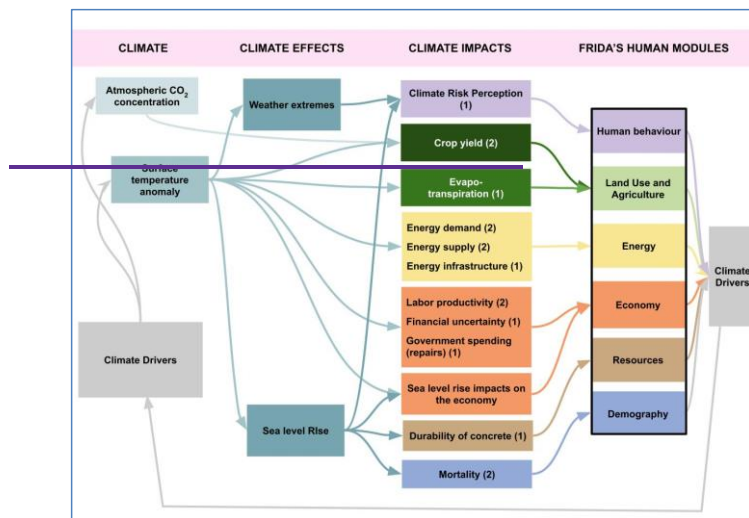 CLIMATE
CLIMATE EFFECTS
CLIMATE IMPACTS
FRIDA'S HUMAN MODULES
Atmospheric CO2
concentration
Surface
temperature
anomaly
Climate Drivers
Weather extremes
Sea level RIse
Climate Risk Perception
(1)
Crop yield (2)
Evapo-
transpiration (1)
Energy demand (2)
Energy supply (2)
Energy infrastructure (1)
Labor productivity (2)
Financial uncertainty (1)
Government spending
(repairs) (1)
Sea level rise impacts on
the economy
Durability of concrete (1)
Mortality (2)
Human behaviour
Land Use and
Agriculture
Energy
Economy
Resources
Demography
Climate
Drivers